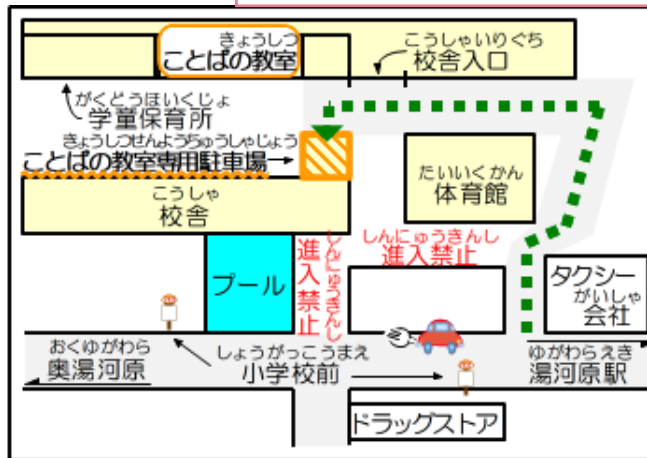 きょうしつ
ことばの教室
こうしゃいりぐち
校舎入口
がくどうほいくじょ
学童保育所
きょうしつせんようちゅうしゃじょう
ことばの教室専用駐車場
たいいくかん
体育館
こうしゃ
校舎
しんにゅうきんし
進入禁止
しんにゅうきんし
進入禁止
プール
タクシー
がいしゃ
会社
おくゆがわら
奥湯河原
しょうがっこうまえ
小学校前
ゆがわらえき
湯河原駅
ドラッグストア